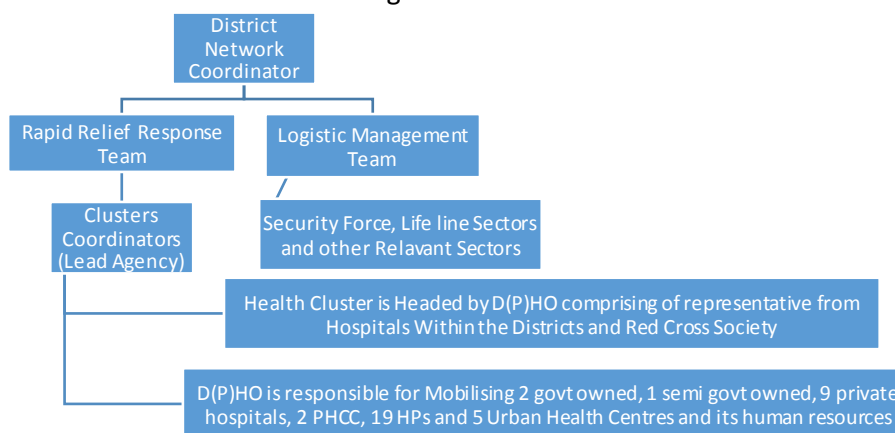 District
Network
Coordinator
Rapid Relief Response
Team
Logistic Management
Team
Clusters
Coordinators
(Lead Agency)
Security Force, Life line Sectors
and other Relavant Sectors
Health Cluster is Headed by D(P)HO comprising of representative from
Hospitals Within the Districts and Red Cross Society
D(P)HO is responsible for Mobilising 2 govt owned, 1 semi govt owned, 9 private
hospitals, 2 PHCC, 19 HPs and 5 Urban Health Centres and its human resources